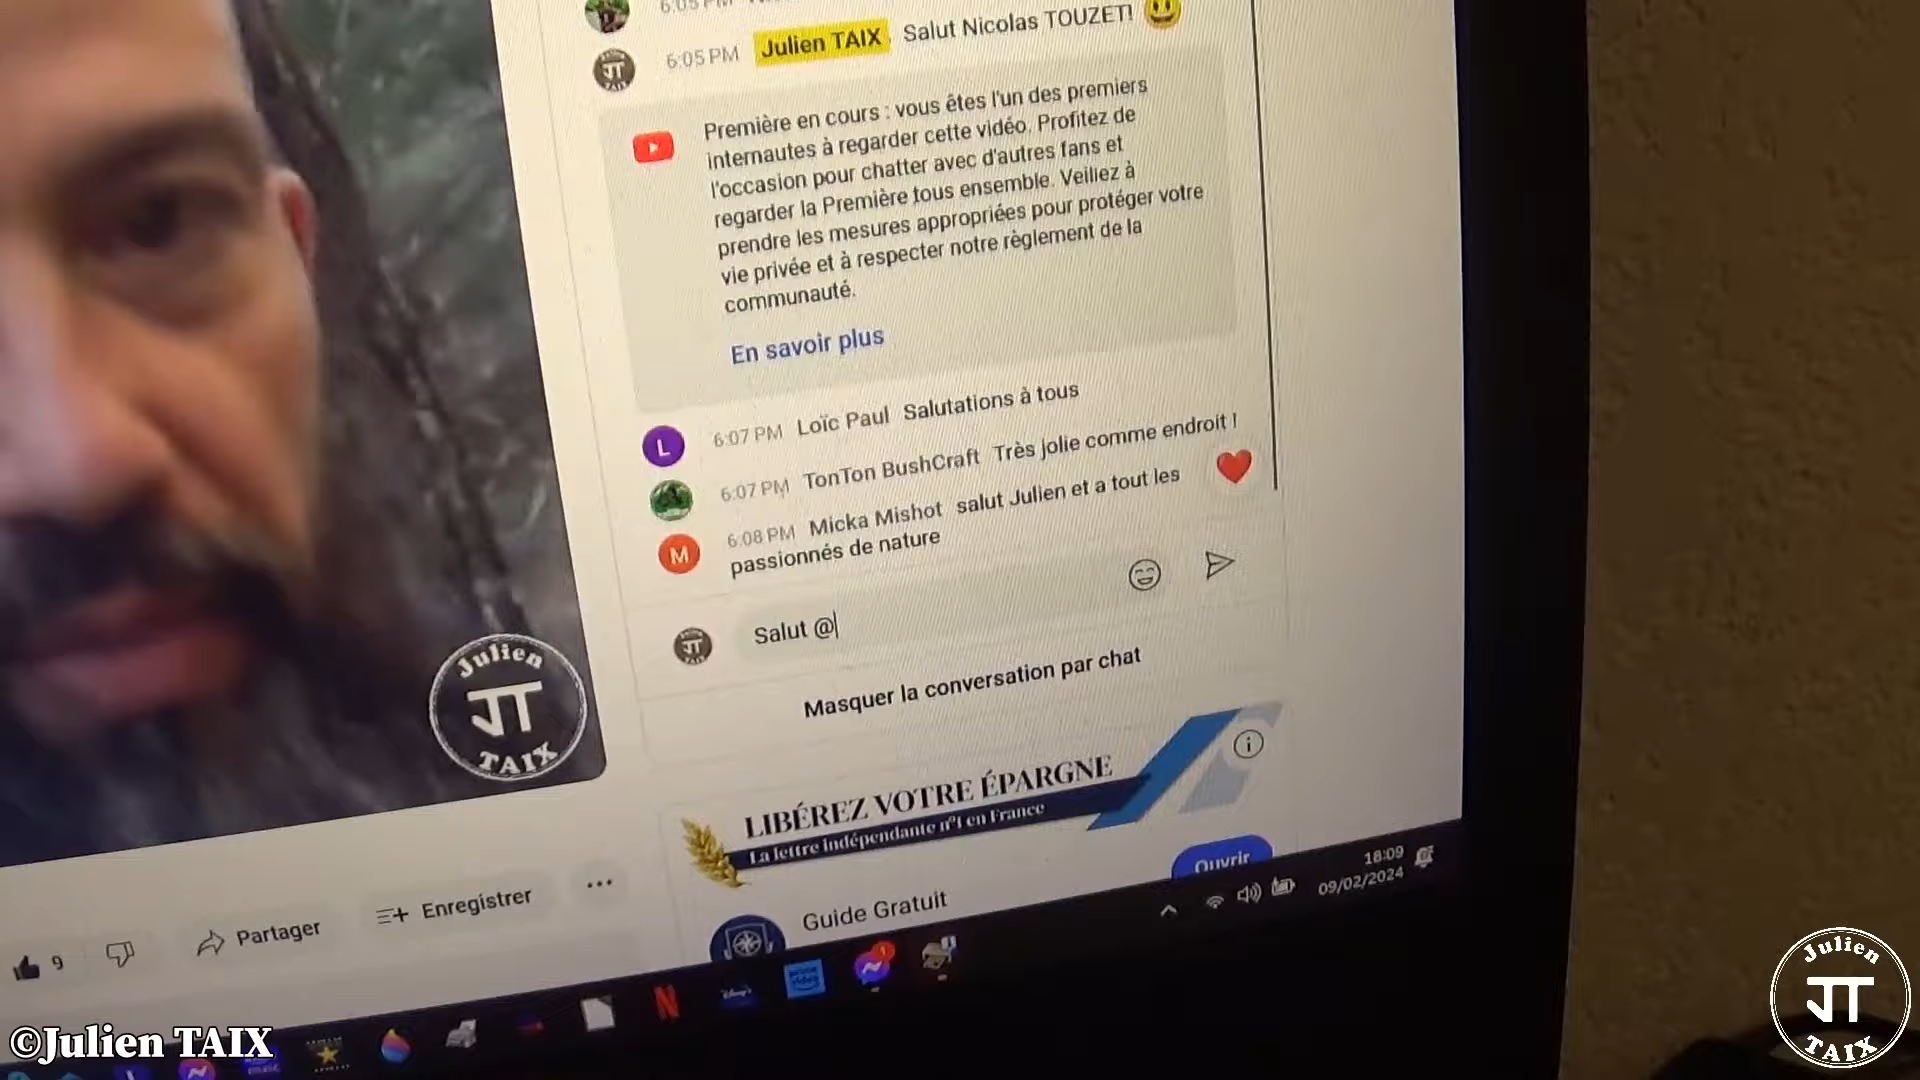 6:05 PM
6:05 PM Julien TAIX Salut Nicolas TOUZET!
Première en cours : vous êtes l'un des premiers
internautes à regarder cette vidéo. Profitez de
l'occasion pour chatter avec d'autres fans et
regarder la Première tous ensemble. Veillez à
prendre les mesures appropriées pour protéger votre
vie privée et à respecter notre règlement de la
communauté.
En savoir plus
L 6:07 PM Loïc Paul Salutations à tous
6:07 PM TonTon BushCraft Très jolie comme endroit !
M 6:08 PM Micka Mishot salut Julien et a tout les
passionnés de nature
Salut @
Masquer la conversation par chat
Julien
JT
TAIX
LIBÉREZ VOTRE ÉPARGNE
La lettre indépendante n°1 en France
Ouvrir
Guide Gratuit
9 Partager Enregistrer
18:09
09/02/2024
©Julien TAIX
Julien
JT
TAIX